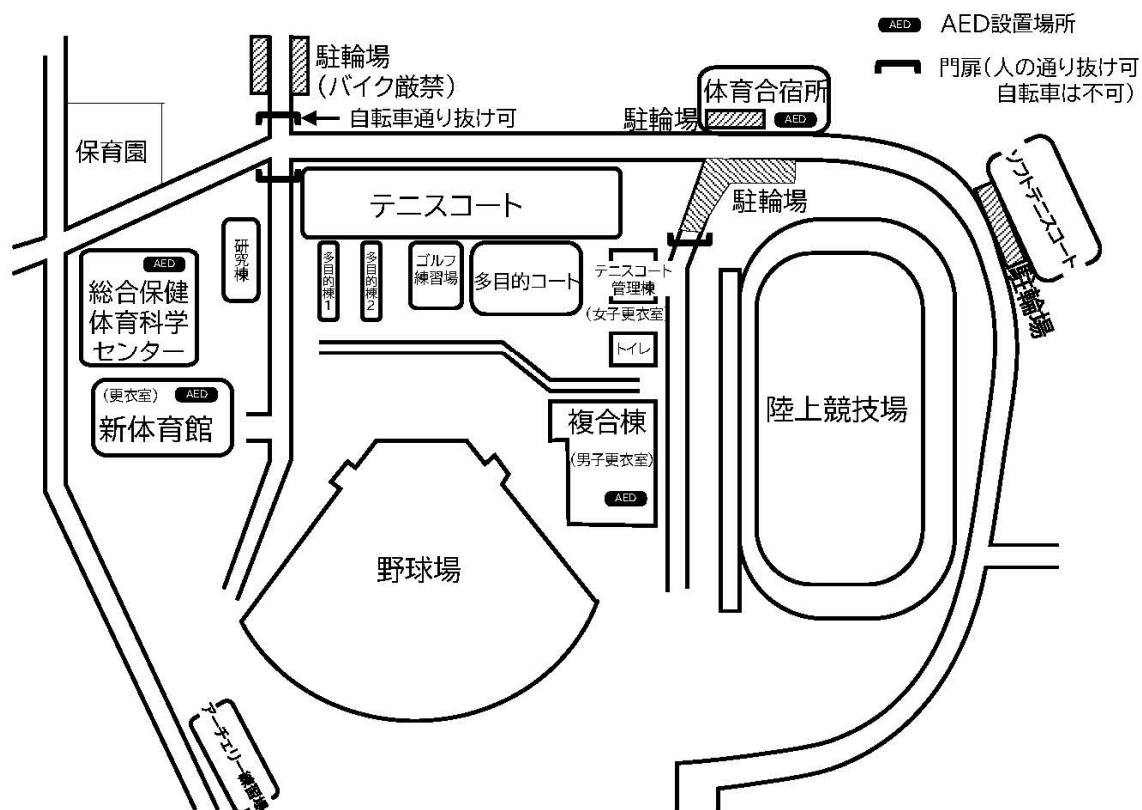 AED AED設置場所
門扉（人の通り抜け可
自転車は不可）
駐輪場
（バイク厳禁）
自転車通り抜け可
体育合宿所
AED
駐輪場
保育園
テニスコート
駐輪場
ソフトテニスコート
駐輪場
研究棟
多目的棟1
多目的棟2
ゴルフ
練習場
多目的コート
テニスコート
管理棟
（女子更衣室）
トイレ
AED
総合保健
体育科学
センター
（更衣室）
AED
新体育館
複合棟
（男子更衣室）
AED
陸上競技場
野球場
アーチェリー練習場